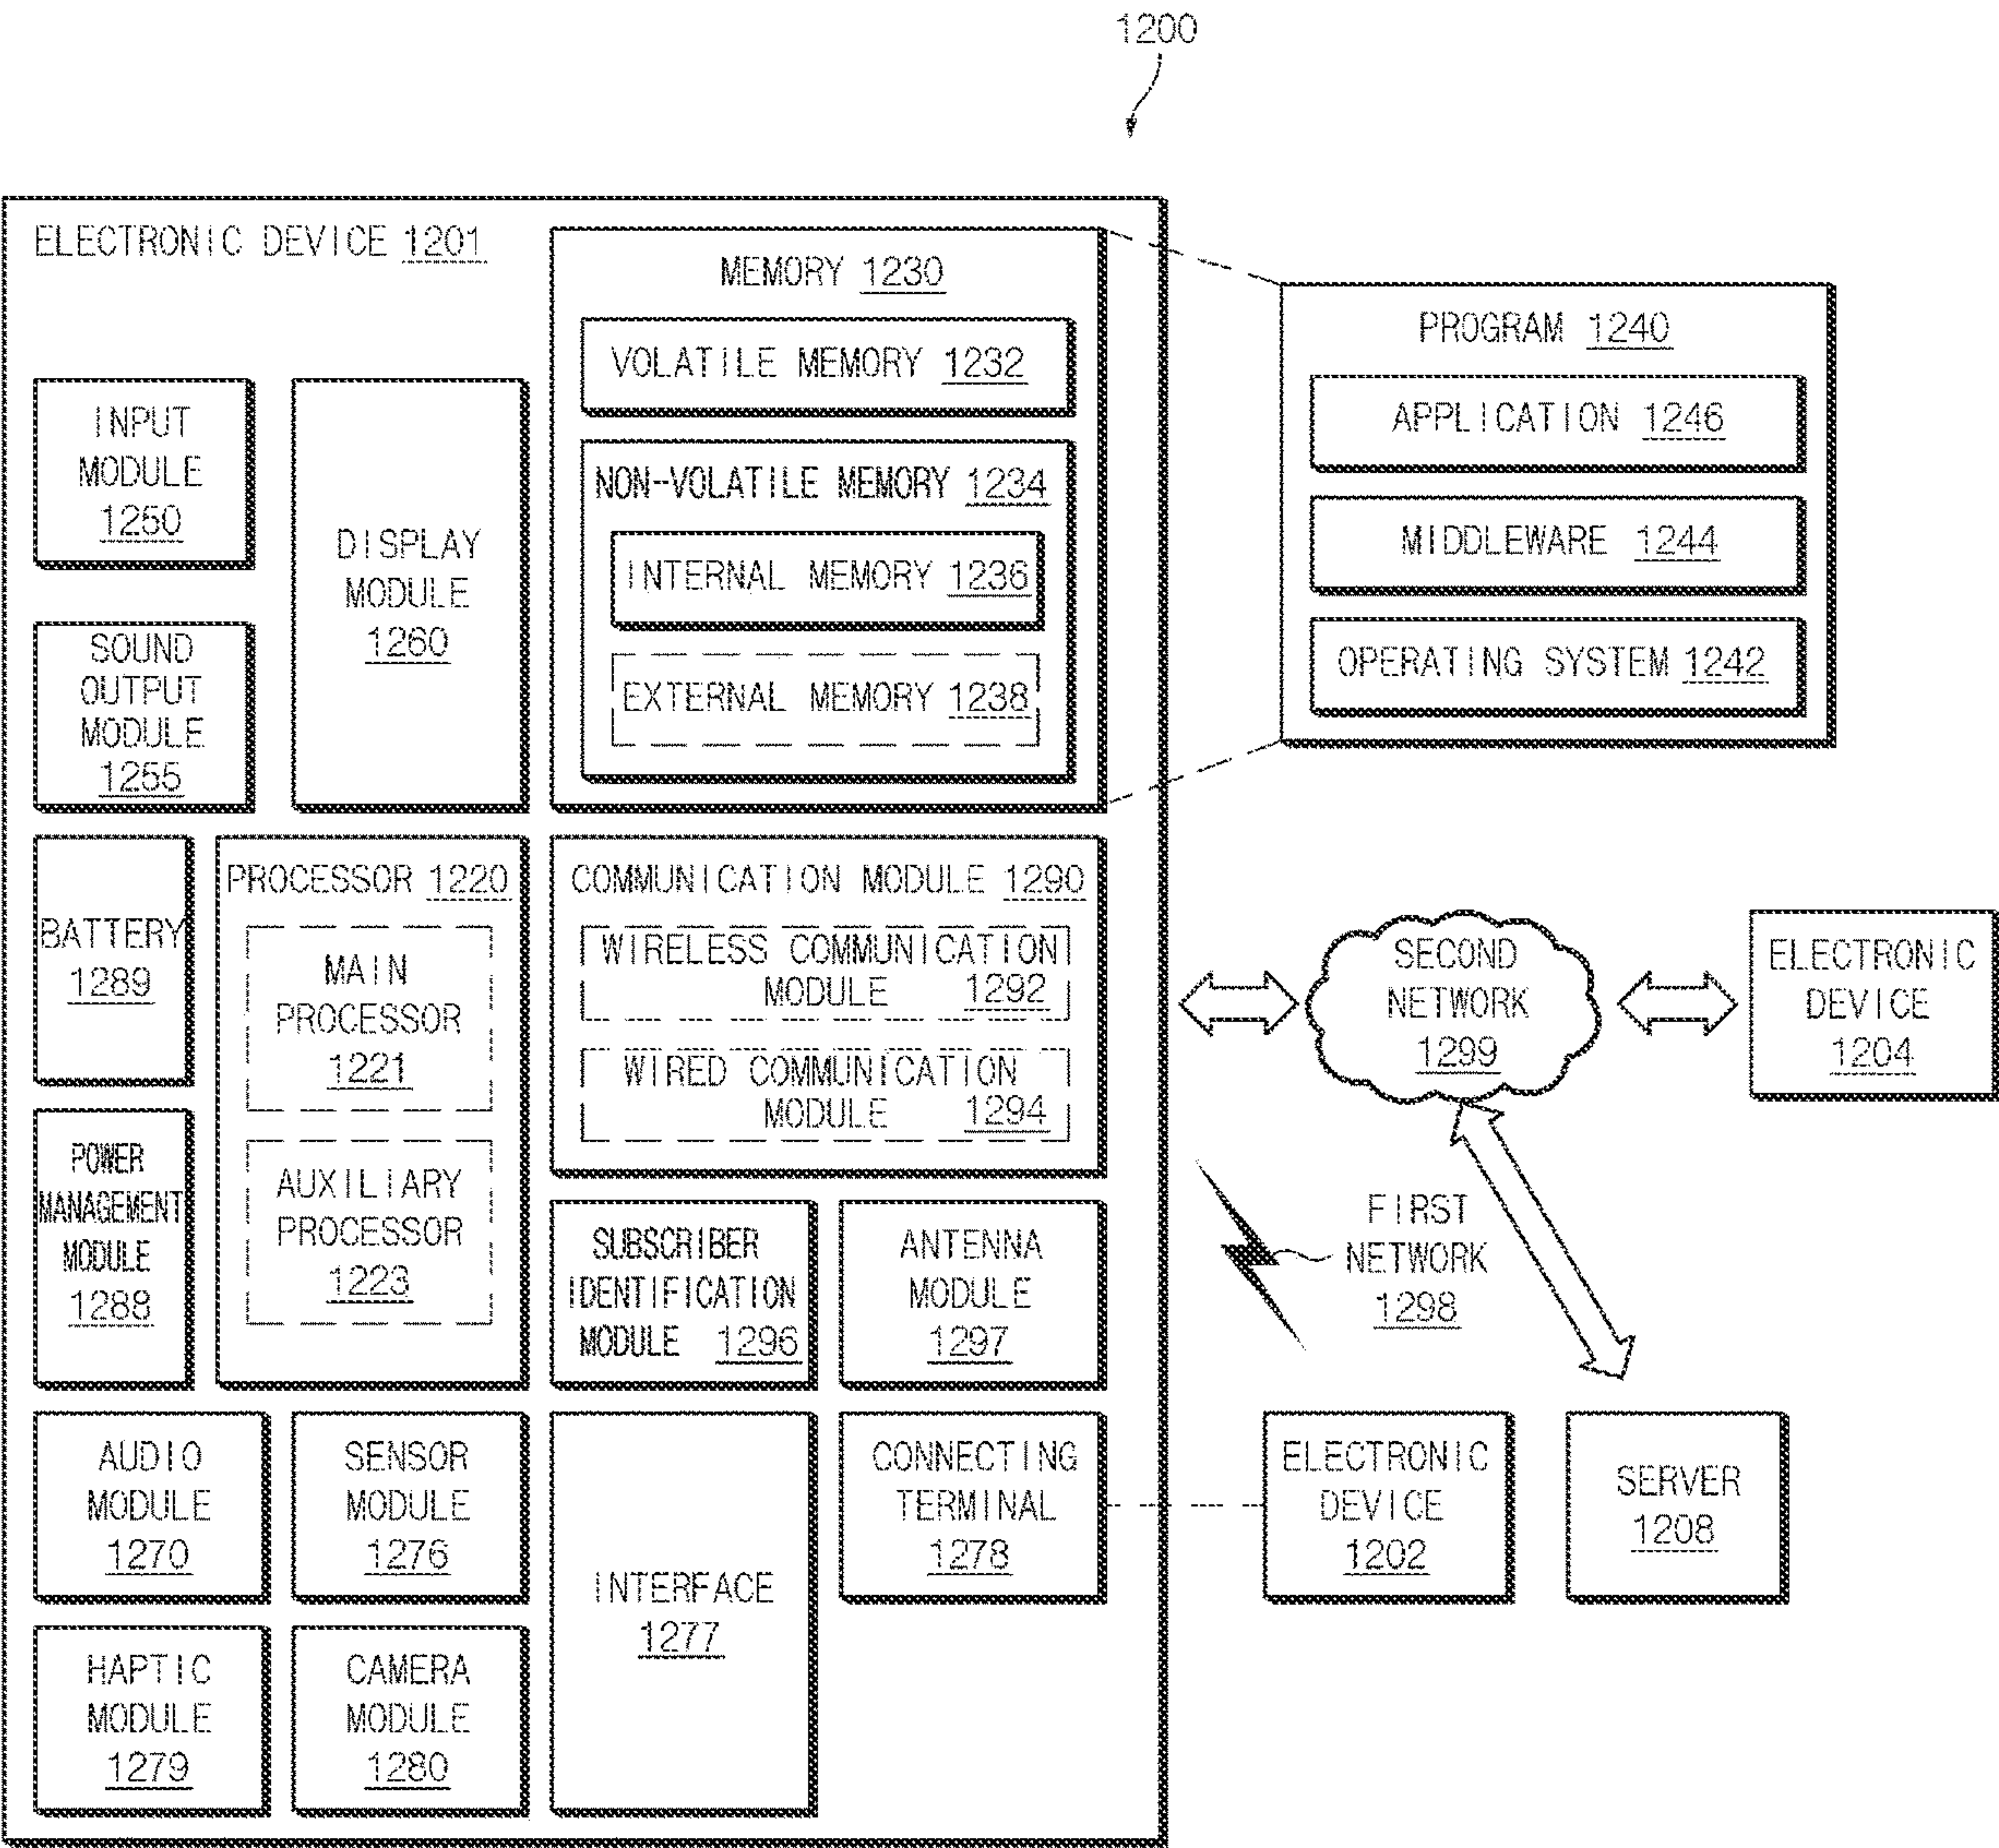 1200
ELECTRONIC DEVICE 1201
MEMORY 1230
VOLATILE MEMORY 1232
NON-VOLATILE MEMORY 1234
INTERNAL MEMORY 1236
EXTERNAL MEMORY 1238
PROGRAM 1240
APPLICATION 1246
MIDDLEWARE 1244
OPERATING SYSTEM 1242
INPUT
MODULE
1250
SOUND
OUTPUT
MODULE
1255
DISPLAY
MODULE
1260
BATTERY
1289
POWER
MANAGEMENT
MODULE
1288
PROCESSOR 1220
MAIN
PROCESSOR
1221
AUXILIARY
PROCESSOR
1223
COMMUNICATION MODULE 1290
WIRELESS COMMUNICATION
MODULE 1292
WIRED COMMUNICATION
MODULE 1294
SUBSCRIBER
IDENTIFICATION
MODULE 1296
ANTENNA
MODULE
1297
SECOND
NETWORK
1299
ELECTRONIC
DEVICE
1204
FIRST
NETWORK
1298
AUDIO
MODULE
1270
SENSOR
MODULE
1276
INTERFACE
1277
CONNECTING
TERMINAL
1278
ELECTRONIC
DEVICE
1202
SERVER
1208
HAPTIC
MODULE
1279
CAMERA
MODULE
1280